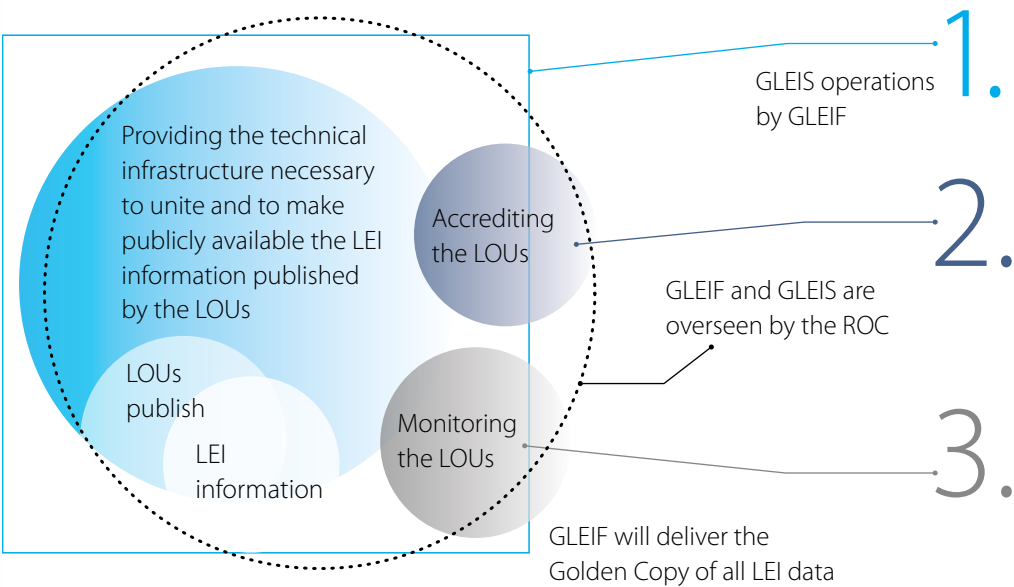 1.
GLEIS operations
by GLEIF
Providing the technical
infrastructure necessary
to unite and to make
publicly available the LEI
information published
by the LOUs
Accrediting
the LOUs
2.
GLEIF and GLEIS are
overseen by the ROC
LOUs
publish
LEI
information
Monitoring
the LOUs
3.
GLEIF will deliver the
Golden Copy of all LEI data